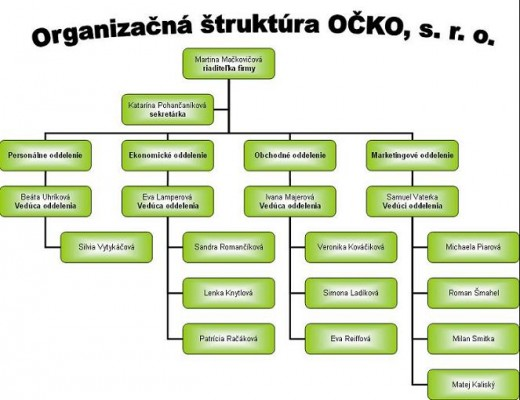 Organizačná štruktúra OČKO, s. r. o.
Martina Mačkovičová
riaditeľka firmy
Katarína Pohančaníková
sekretárka
Personálne oddelenie
Ekonomické oddelenie
Obchodné oddelenie
Marketingové oddelenie
Beáta Uhríková
Vedúca oddelenia
Eva Lamperová
Vedúca oddelenia
Ivana Majerová
Vedúca oddelenia
Samuel Vaterka
Vedúci oddelenia
Silvia Vytykáčová
Sandra Romančíková
Veronika Kováčiková
Michaela Piarová
Lenka Knytlová
Simona Ladíková
Roman Šmahel
Patrícia Račáková
Eva Reiffová
Milan Smitka
Matej Kaliský